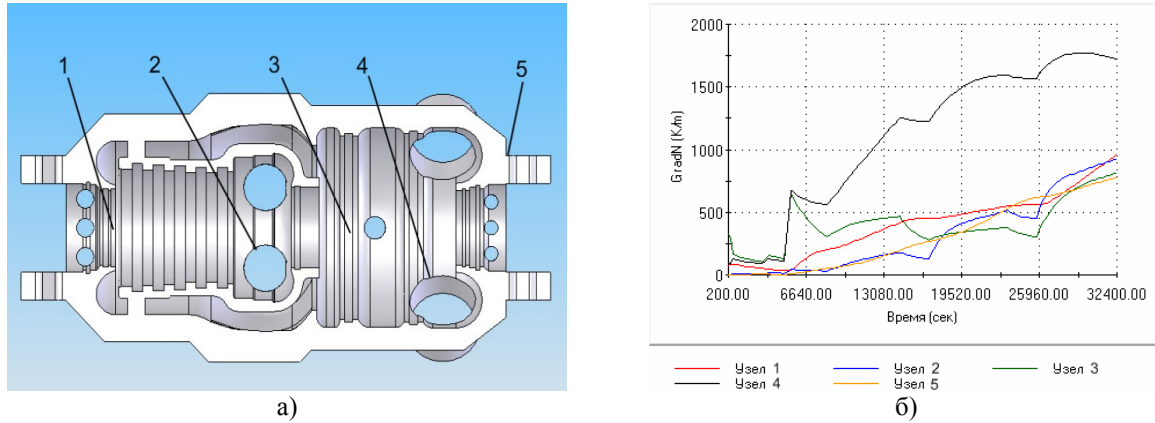 1 2 3 4 5
а)
2000
1500
1000
500
0
GradN (K/m)
200.00 6640.00 13080.00 19520.00 25960.00 32400.00
Время (сек)
Узел 1 Узел 2 Узел 3
Узел 4 Узел 5
б)